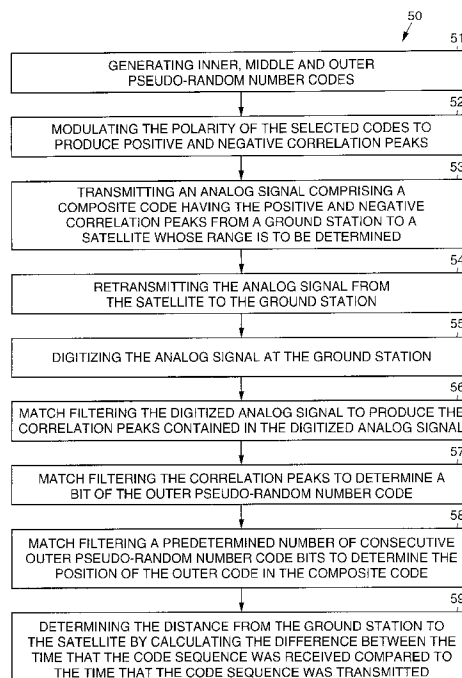 50
51
GENERATING INNER, MIDDLE AND OUTER
PSEUDO-RANDOM NUMBER CODES
52
MODULATING THE POLARITY OF THE SELECTED CODES TO
PRODUCE POSITIVE AND NEGATIVE CORRELATION PEAKS
53
TRANSMITTING AN ANALOG SIGNAL COMPRISING A
COMPOSITE CODE HAVING THE POSITIVE AND NEGATIVE
CORRELATION PEAKS FROM A GROUND STATION TO A
SATELLITE WHOSE RANGE IS TO BE DETERMINED
54
RETRANSMITTING THE ANALOG SIGNAL FROM
THE SATELLITE TO THE GROUND STATION
55
DIGITIZING THE ANALOG SIGNAL AT THE GROUND STATION
56
MATCH FILTERING THE DIGITIZED ANALOG SIGNAL TO PRODUCE THE
CORRELATION PEAKS CONTAINED IN THE DIGITIZED ANALOG SIGNAL
57
MATCH FILTERING THE CORRELATION PEAKS TO DETERMINE A
BIT OF THE OUTER PSEUDO-RANDOM NUMBER CODE
58
MATCH FILTERING A PREDETERMINED NUMBER OF CONSECUTIVE
OUTER PSEUDO-RANDOM NUMBER CODE BITS TO DETERMINE THE
POSITION OF THE OUTER CODE IN THE COMPOSITE CODE
59
DETERMINING THE DISTANCE FROM THE GROUND STATION TO
THE SATELLITE BY CALCULATING THE DIFFERENCE BETWEEN THE
TIME THAT THE CODE SEQUENCE WAS RECEIVED COMPARED TO
THE TIME THAT THE CODE SEQUENCE WAS TRANSMITTED